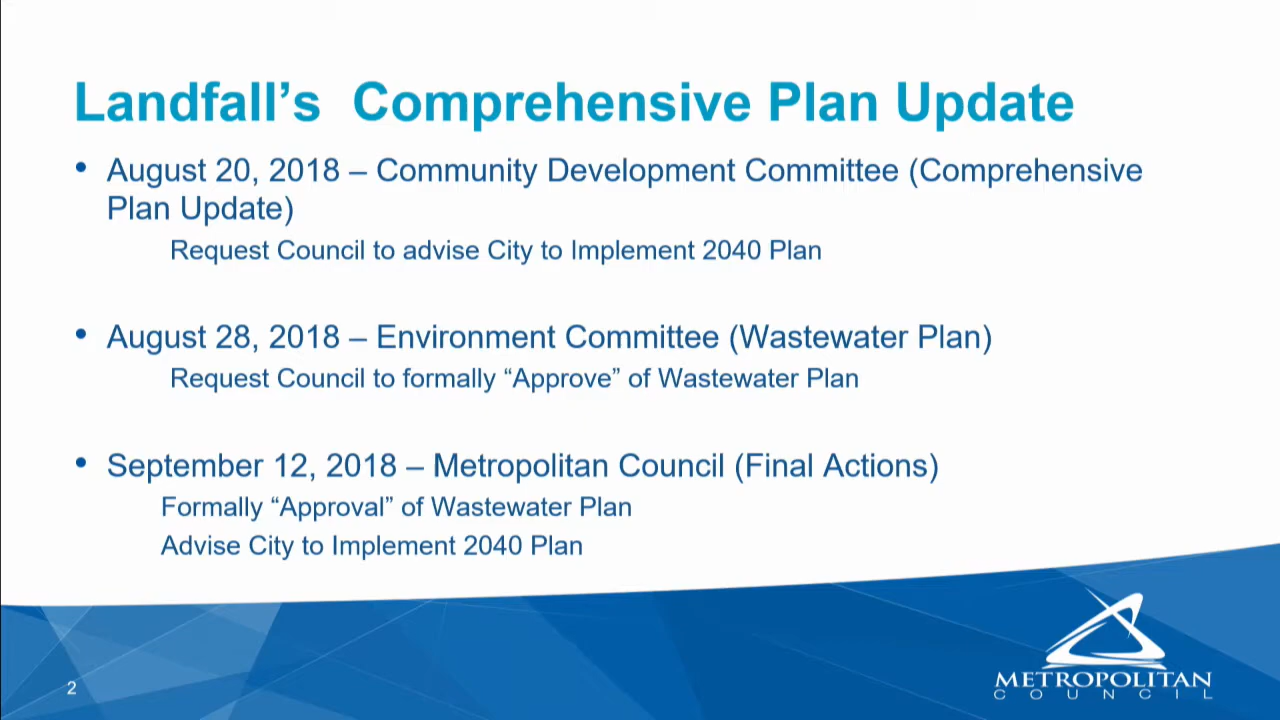 Landfall’s  Comprehensive Plan Update
• August 20, 2018 – Community Development Committee (Comprehensive
Plan Update)
Request Council to advise City to Implement 2040 Plan
• August 28, 2018 – Environment Committee (Wastewater Plan)
Request Council to formally “Approve” of Wastewater Plan
• September 12, 2018 – Metropolitan Council (Final Actions)
Formally “Approval” of Wastewater Plan
Advise City to Implement 2040 Plan
2
METROPOLITAN
COUNCIL